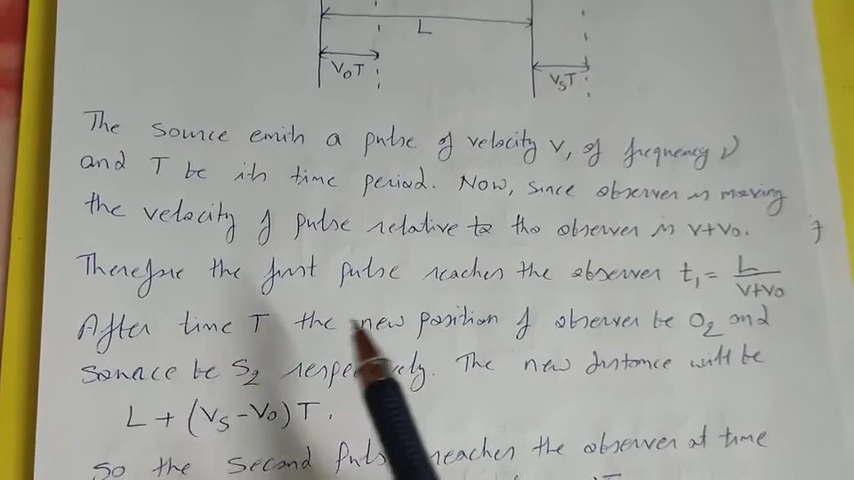 L
V₀T
VₛT
The source emits a pulse of velocity v, of frequency ν
and T be its time period. Now, since observer is moving
the velocity of pulse relative to the observer is v+v₀.
Therefore the first pulse reaches the observer t₁ = L/(v+v₀)
After time T the new position of observer be O₂ and
source be S₂ respectively. The new distance will be
L + (Vₛ-V₀)T.
So the second pulse reaches the observer at time